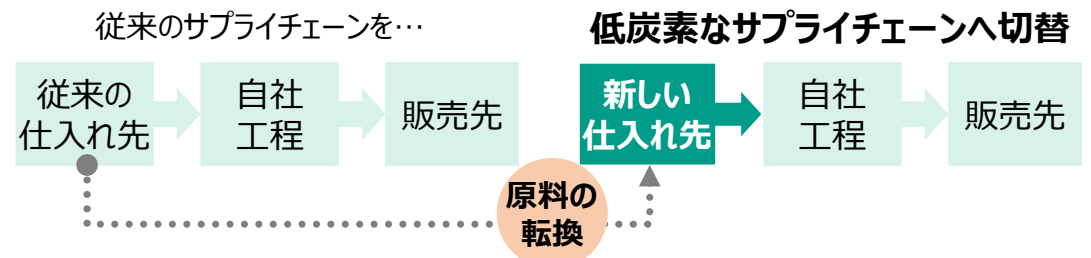 従来のサプライチェーンを…
従来の
仕入れ先
自社
工程
販売先
低炭素なサプライチェーンへ切替
新しい
仕入れ先
自社
工程
販売先
原料の
転換